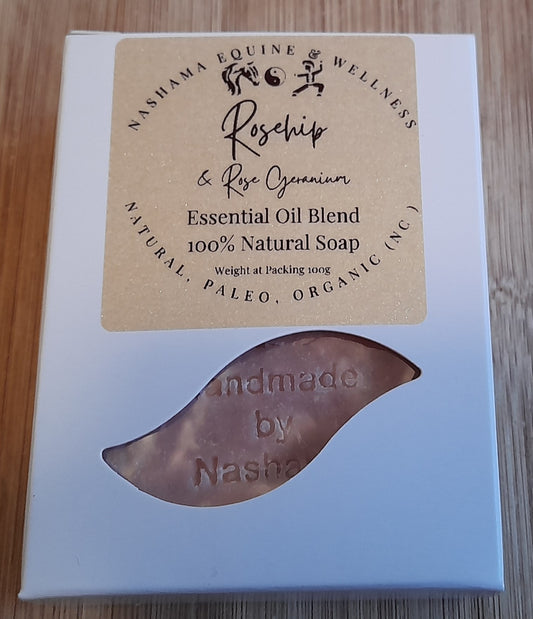 NASHAMA EQUINE & WELLNESS
Rosehip
& Rose Geranium
Essential Oil Blend
100% Natural Soap
Weight at Packing 100g
NATURAL, PALEO, ORGANIC (NC)
andmade
by
Nasha